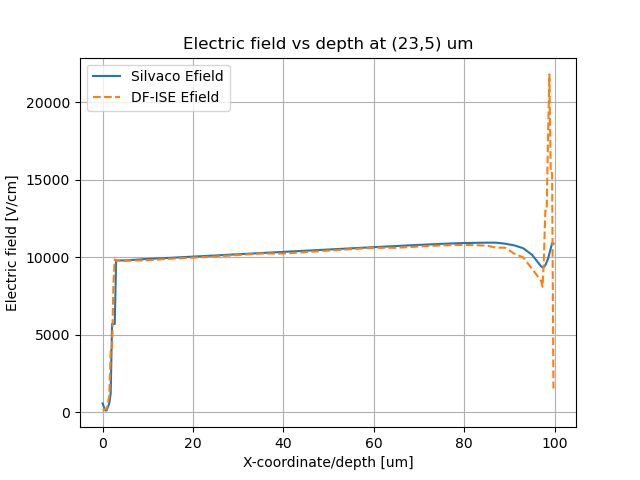 Electric field vs depth at (23,5) um
Silvaco Efield
DF-ISE Efield
20000
15000
10000
5000
0
Electric field [V/cm]
0 20 40 60 80 100
X-coordinate/depth [um]